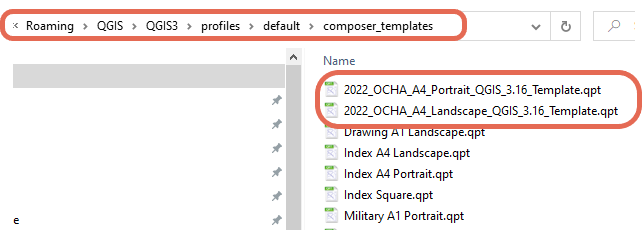 Roaming > QGIS > QGIS3 > profiles > default > composer_templates
Name
2022_OCHA_A4_Portrait_QGIS_3.16_Template.qpt
2022_OCHA_A4_Landscape_QGIS_3.16_Template.qpt
Drawing A1 Landscape.qpt
Index A4 Landscape.qpt
Index A4 Portrait.qpt
Index Square.qpt
e
Military A1 Portrait.qpt